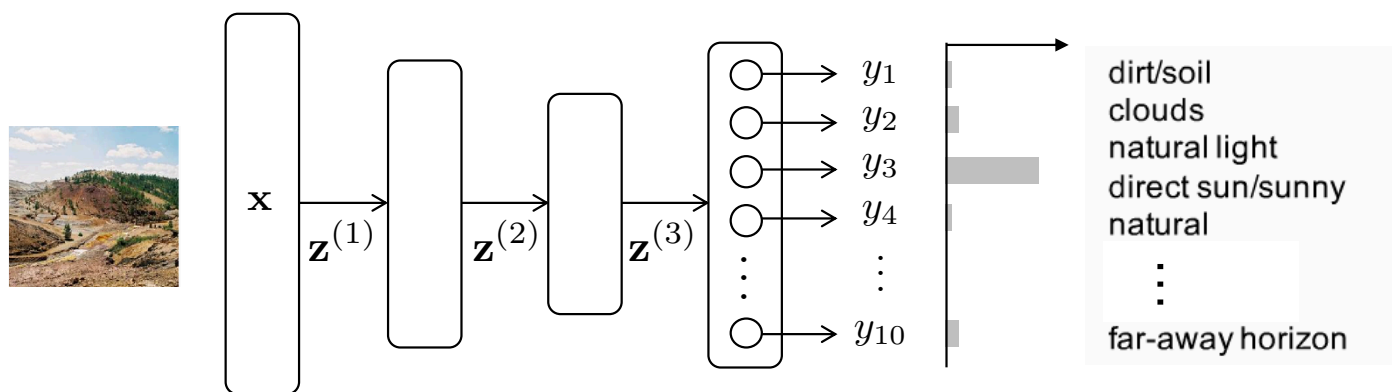 x
z(1)
z(2)
z(3)
y1
y2
y3
y4
⋮
y10
dirt/soil
clouds
natural light
direct sun/sunny
natural
⋮
far-away horizon